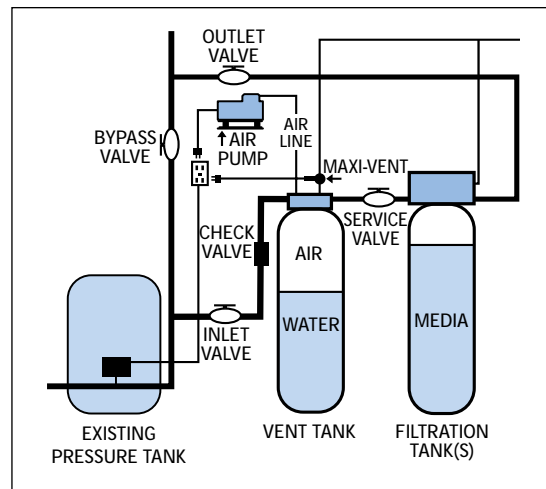 OUTLET
VALVE
BYPASS
VALVE
AIR
PUMP
AIR
LINE
MAXI-VENT
CHECK
VALVE
SERVICE
VALVE
AIR
WATER
MEDIA
INLET
VALVE
EXISTING
PRESSURE TANK
VENT TANK
FILTRATION
TANK(S)